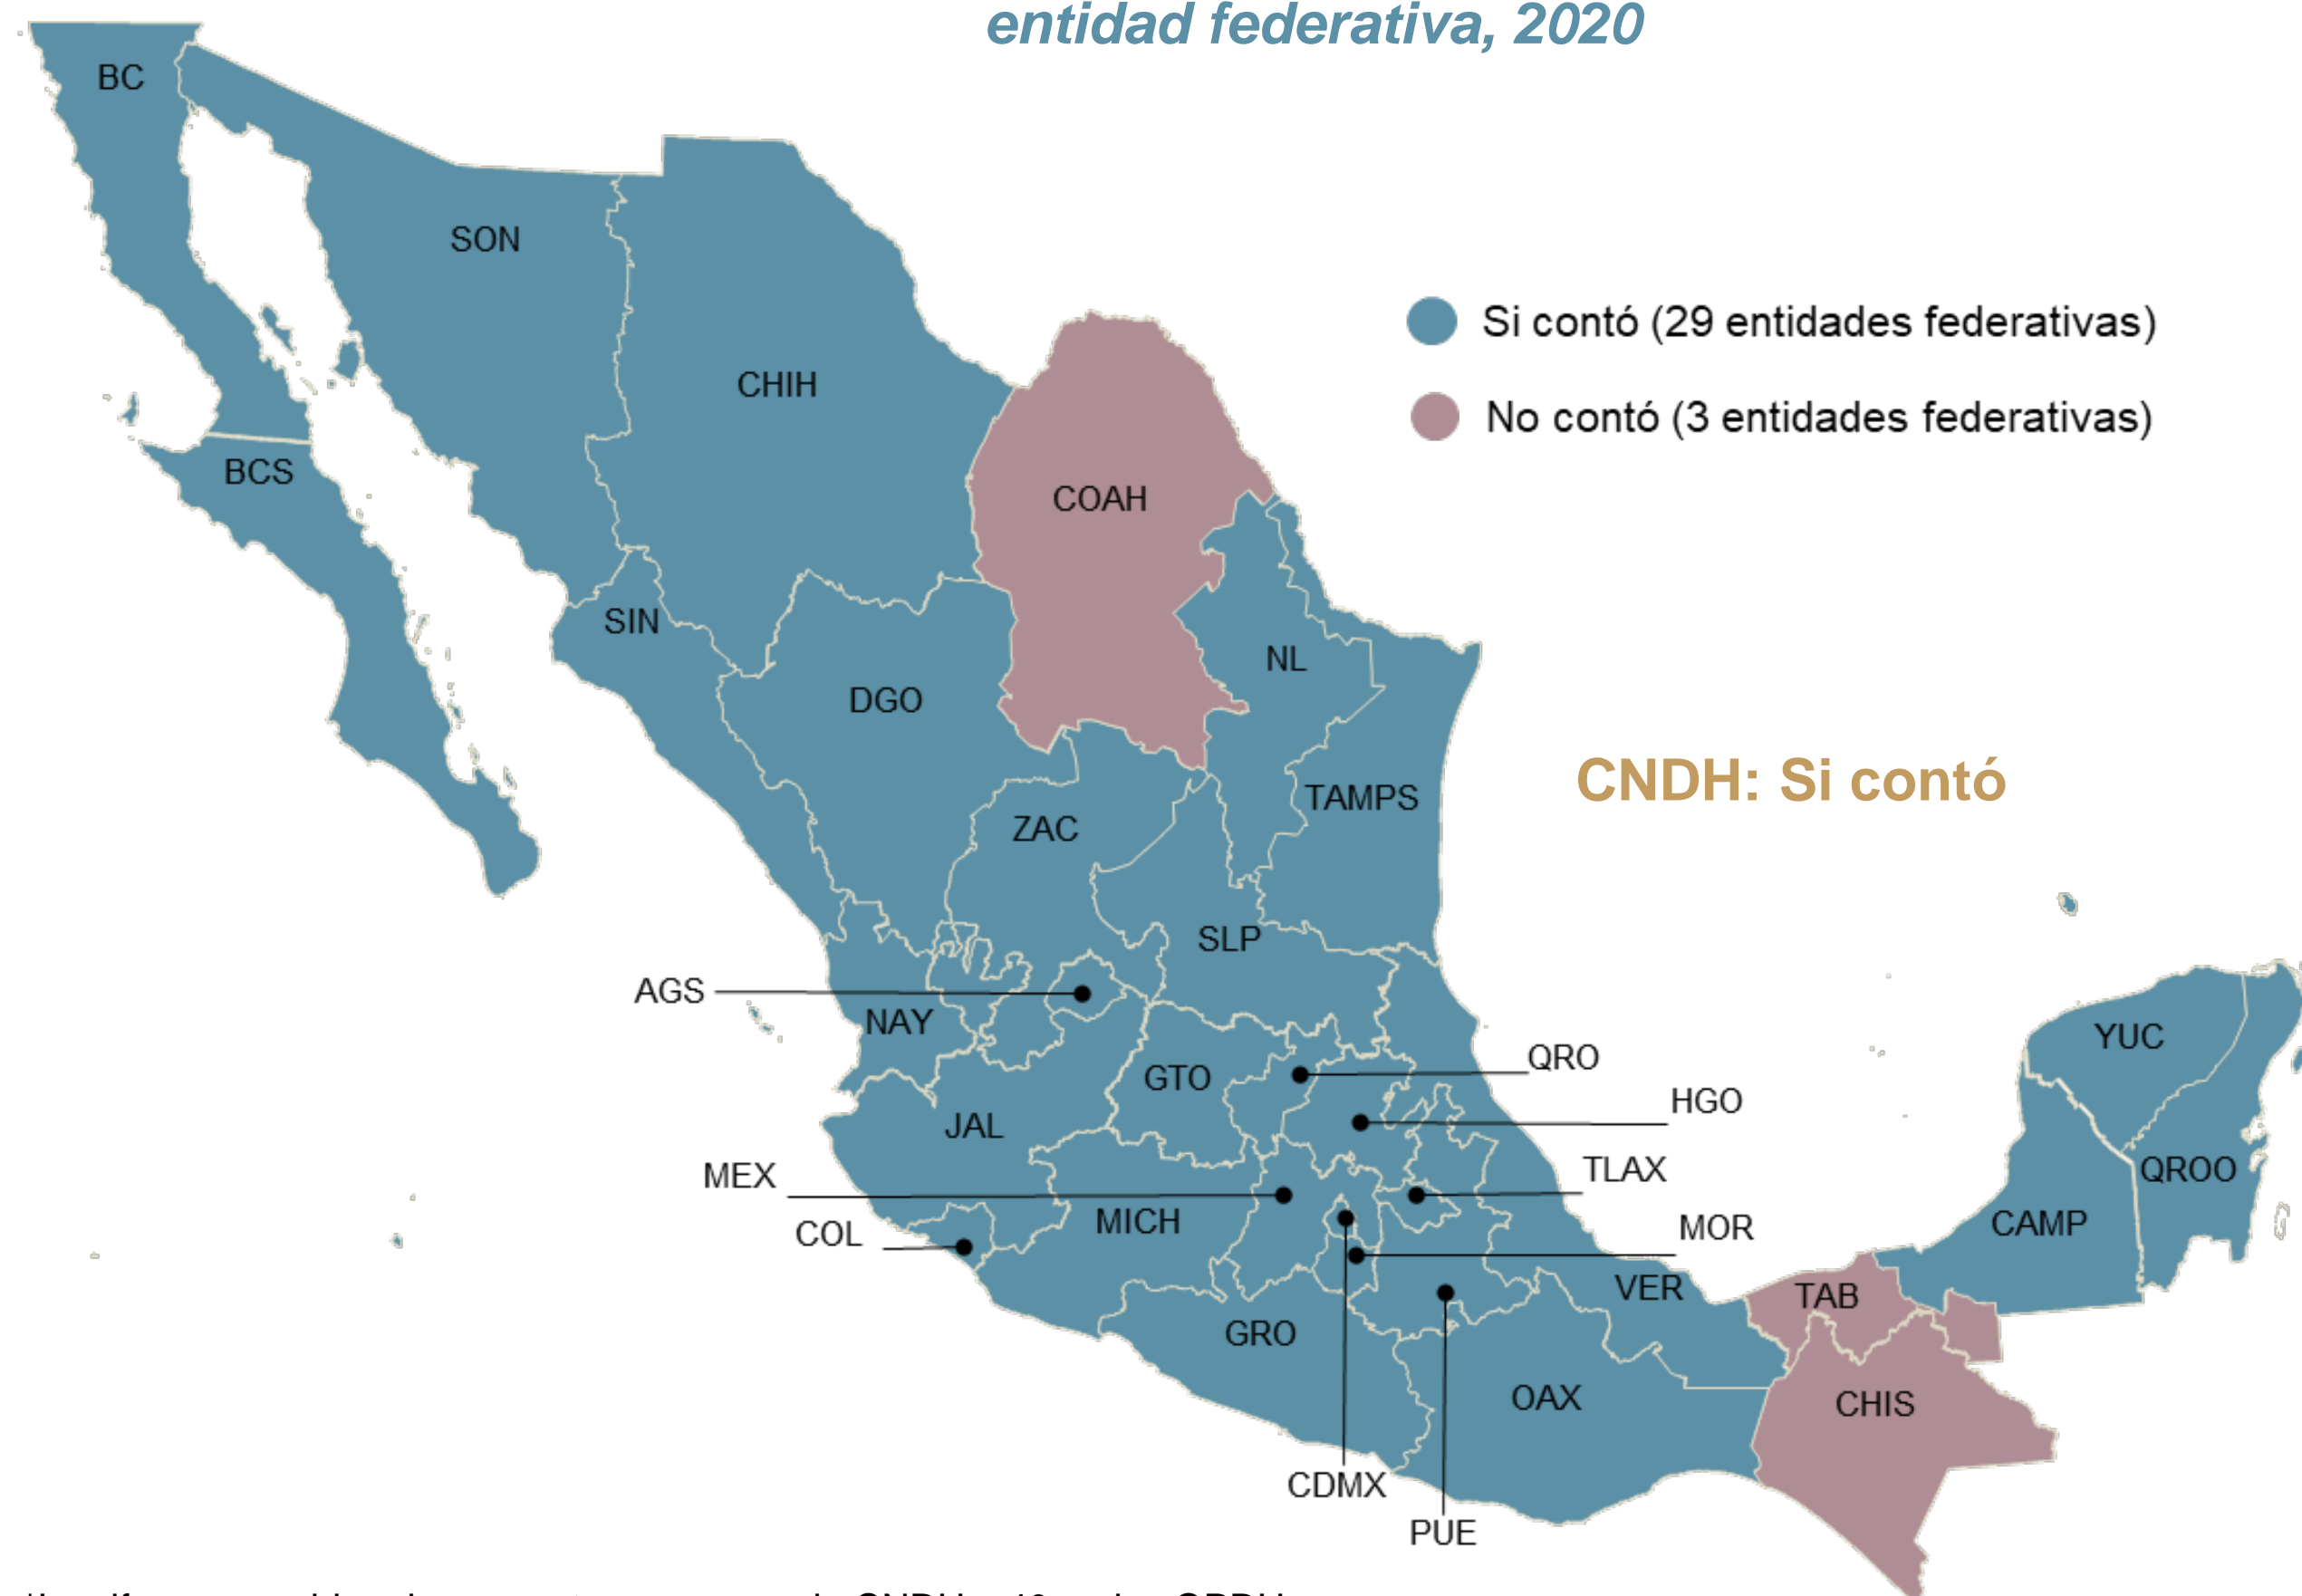 entidad federativa, 2020
BC
SON
CHIH
Si contó (29 entidades federativas)
No contó (3 entidades federativas)
BCS
COAH
SIN
NL
DGO
CNDH: Si contó
TAMPS
ZAC
SLP
AGS
NAY
YUC
QRO
GTO
HGO
JAL
TLAX
QROO
MEX
MICH
CAMP
MOR
COL
VER
TAB
GRO
OAX
CHIS
CDMX
PUE